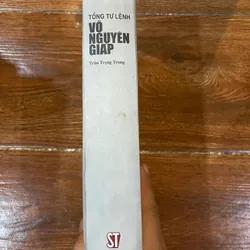 TỔNG TƯ LỆNH
VÕ
NGUYÊN
GIÁP
Trần Trọng Trung
ST